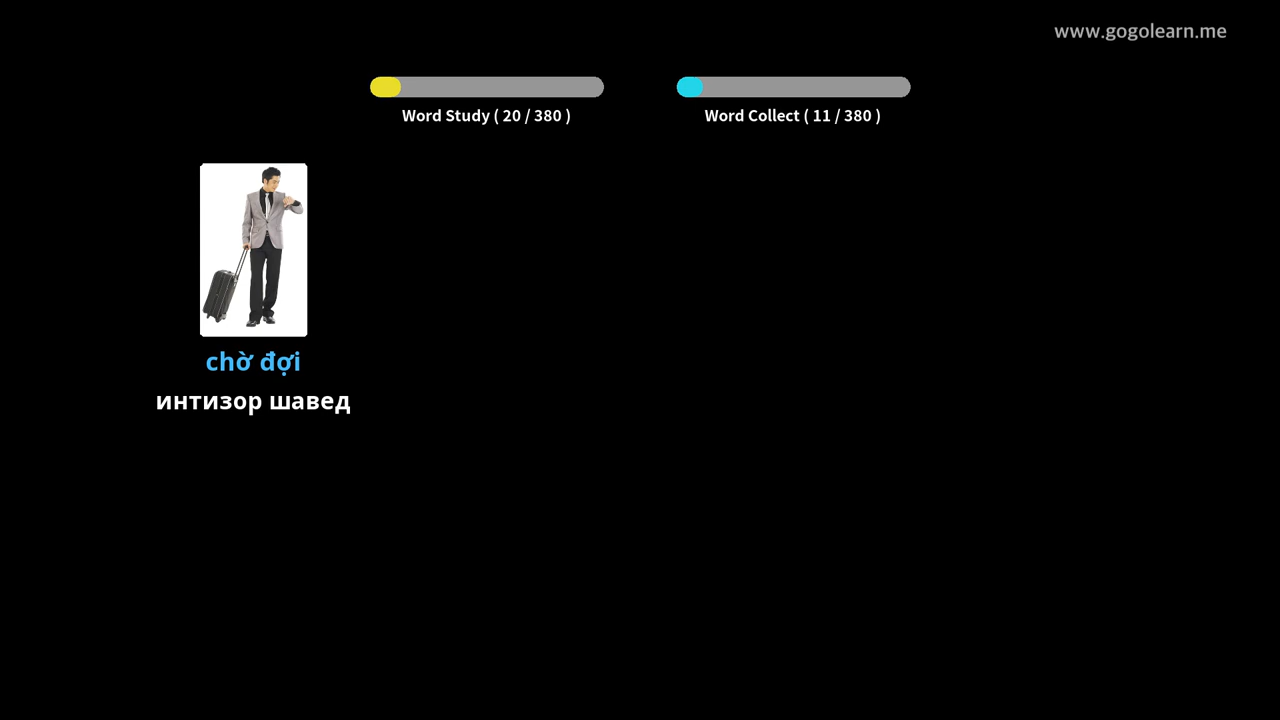 www.gogolearn.me
Word Study ( 20 / 380 )
Word Collect ( 11 / 380 )
chờ đợi
интизор шавед